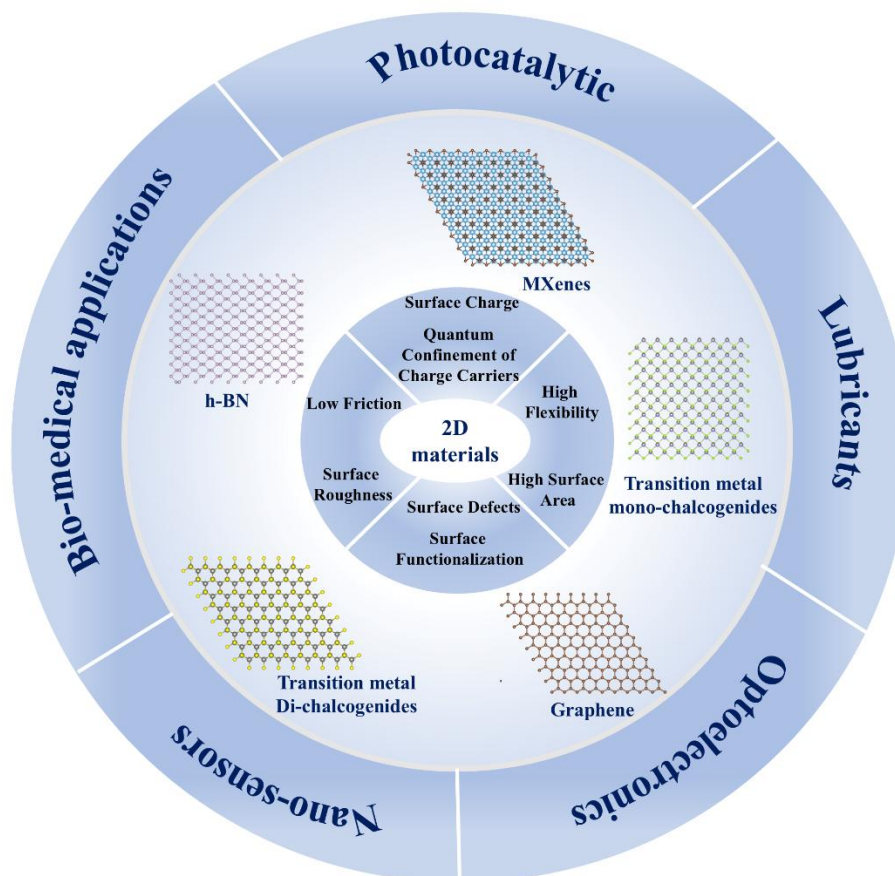 Photocatalytic
Bio-medical applications
Lubricants
MXenes
h-BN
Surface Charge
Quantum
Confinement of
Charge Carriers
Low Friction
High
Flexibility
2D
materials
Surface
Roughness
High Surface
Area
Surface Defects
Surface
Functionalization
Transition metal
mono-chalcogenides
Transition metal
Di-chalcogenides
Graphene
Nano-sensors
Optoelectronics